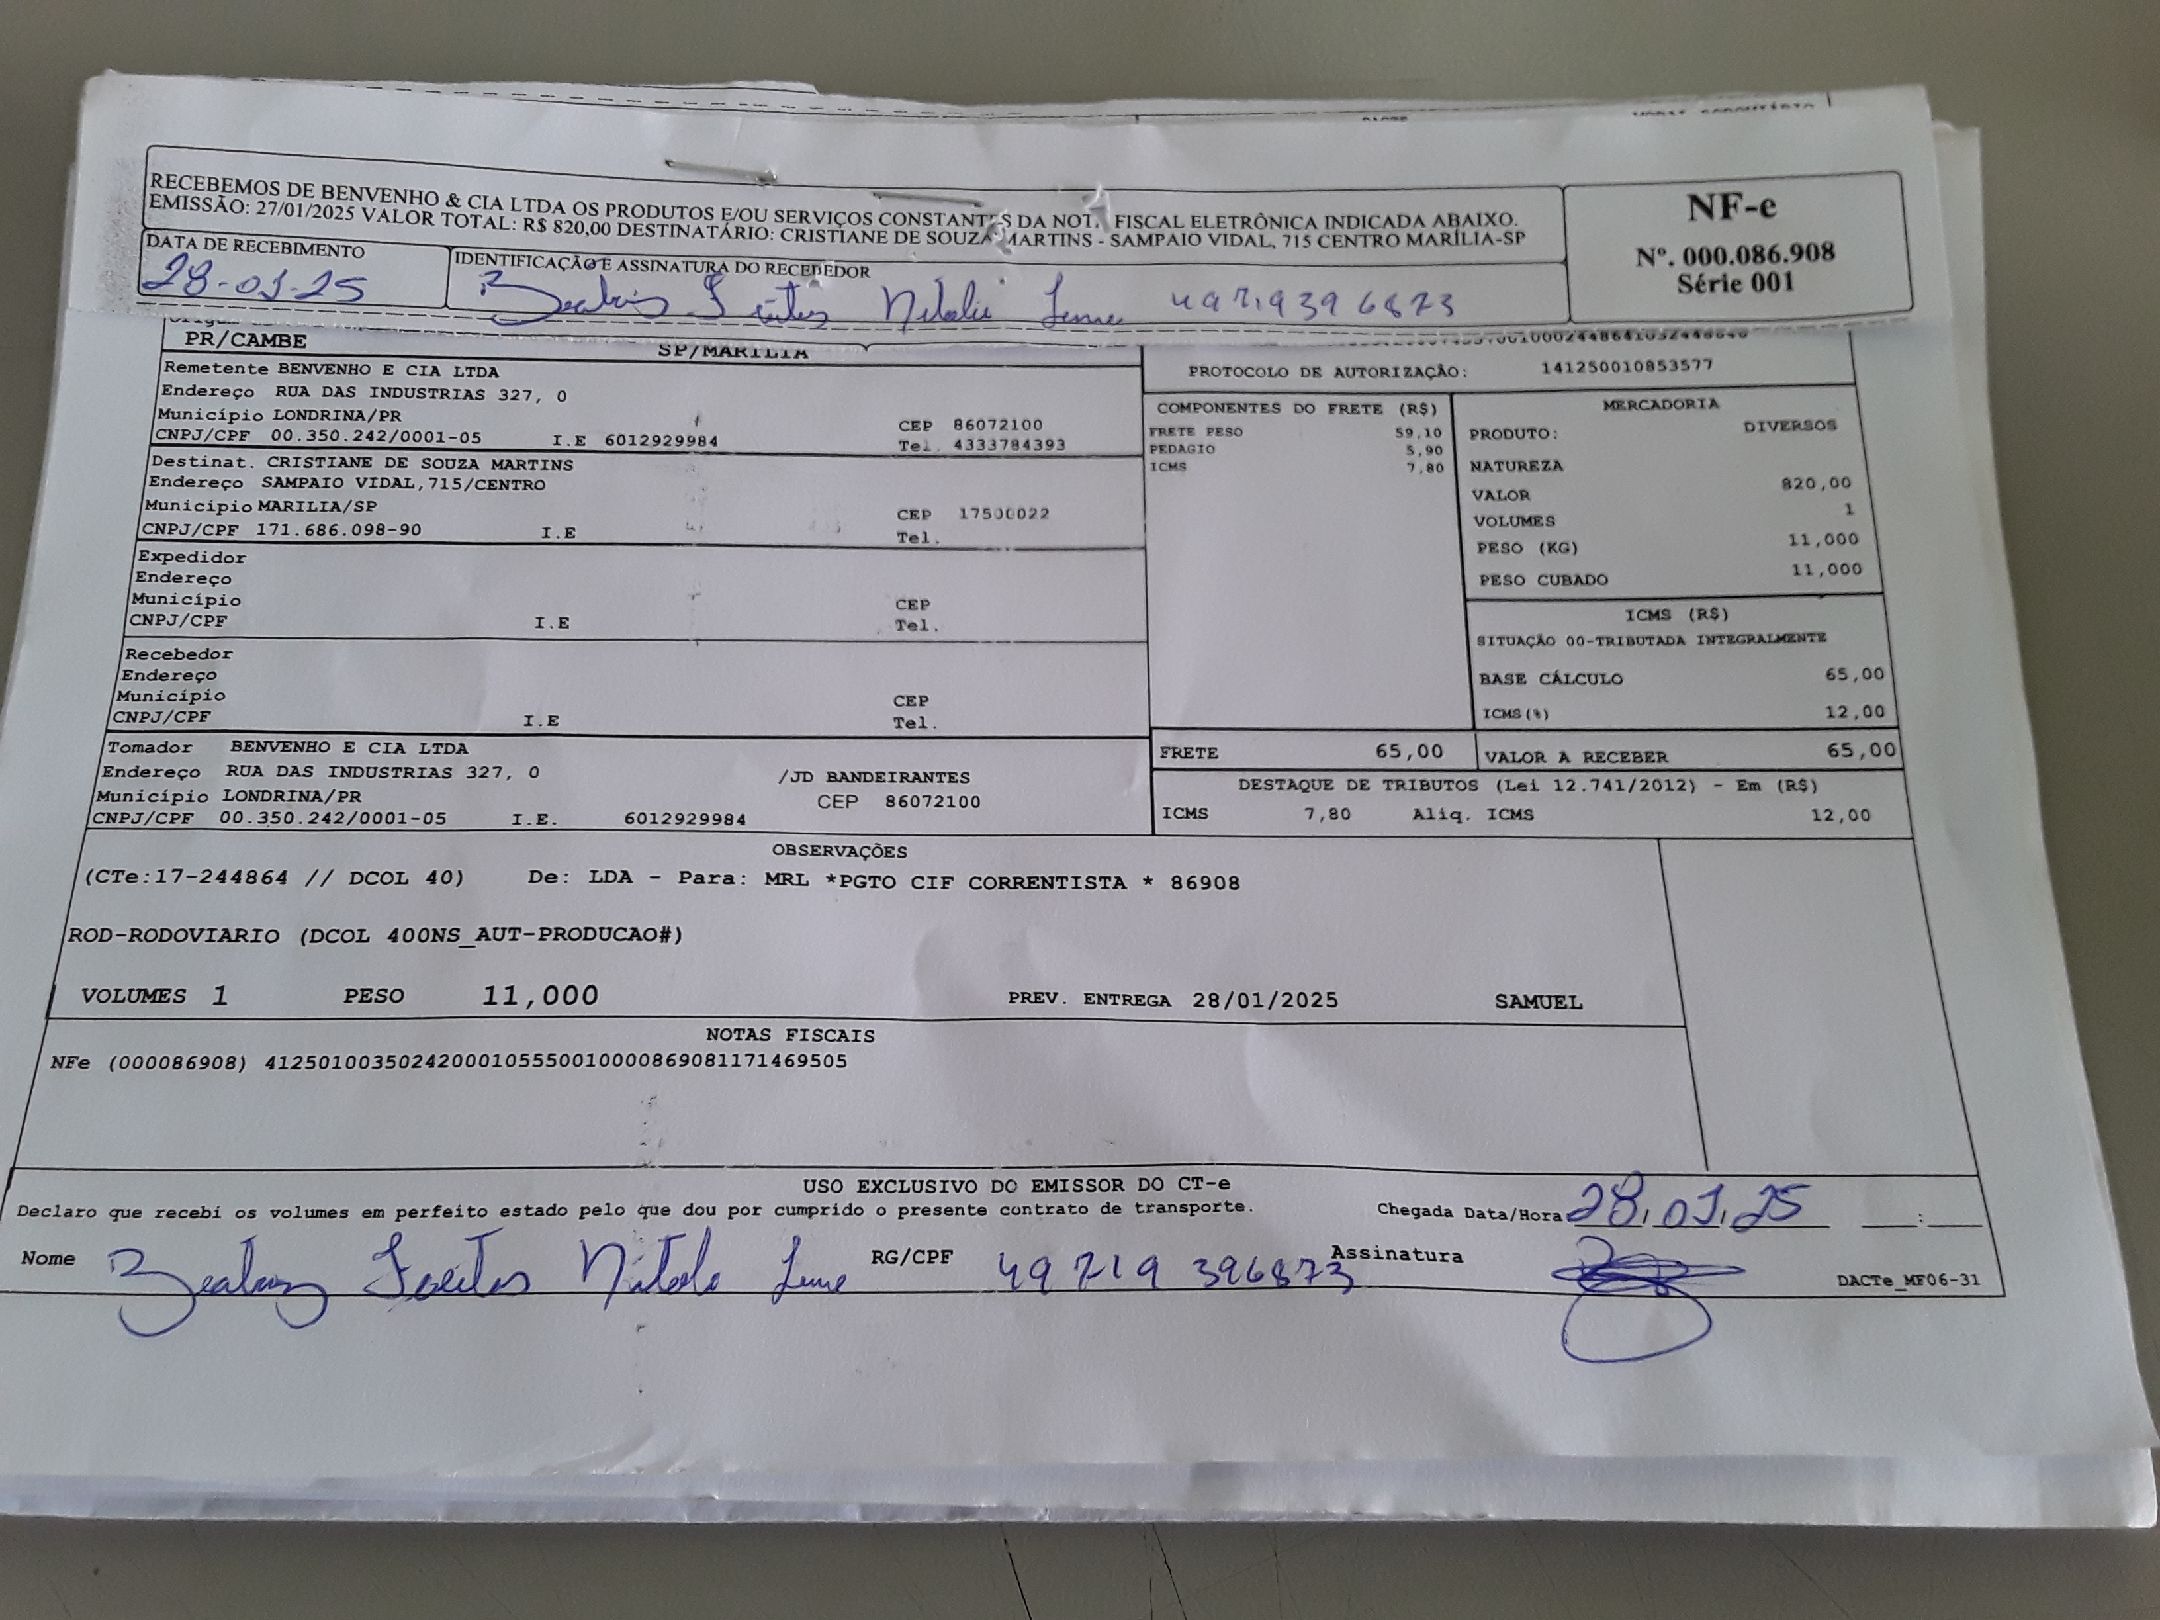 RECEBEMOS DE BENVENHO & CIA LTDA OS PRODUTOS E/OU SERVIÇOS CONSTANTES DA NOT FISCAL ELETRÔNICA INDICADA ABAIXO.
EMISSÃO: 27/01/2025 VALOR TOTAL: R$ 820,00 DESTINATÁRIO: CRISTIANE DE SOUZA MARTINS - SAMPAIO VIDAL, 715 CENTRO MARÍLIA-SP
NF-e
Nº. 000.086.908
Série 001
DATA DE RECEBIMENTO
28-01-25
IDENTIFICAÇÃO E ASSINATURA DO RECEBEDOR
Beatriz
PR/CAMBE SP/MARILIA
Remetente BENVENHO E CIA LTDA
Endereço RUA DAS INDUSTRIAS 327, 0
Município LONDRINA/PR CEP 86072100
CNPJ/CPF 00.350.242/0001-05 I.E 6012929984 Tel. 4333784393
Destinat. CRISTIANE DE SOUZA MARTINS
Endereço SAMPAIO VIDAL,715/CENTRO
Município MARILIA/SP CEP 17500022
CNPJ/CPF 171.686.098-90 I.E Tel.
Expedidor
Endereço
Município CEP
CNPJ/CPF I.E Tel.
Recebedor
Endereço
Município CEP
CNPJ/CPF I.E Tel.
Tomador BENVENHO E CIA LTDA
Endereço RUA DAS INDUSTRIAS 327, 0 /JD BANDEIRANTES
Município LONDRINA/PR CEP 86072100
CNPJ/CPF 00.350.242/0001-05 I.E. 6012929984
PROTOCOLO DE AUTORIZAÇÃO: 141250010853577
COMPONENTES DO FRETE (R$)
FRETE PESO 59,10
PEDAGIO 5,90
ICMS 7,80
MERCADORIA
PRODUTO: DIVERSOS
NATUREZA
VALOR 820,00
VOLUMES 1
PESO (KG) 11,000
PESO CUBADO 11,000
ICMS (R$)
SITUAÇÃO 00-TRIBUTADA INTEGRALMENTE
BASE CÁLCULO 65,00
ICMS(%) 12,00
FRETE 65,00 VALOR A RECEBER 65,00
DESTAQUE DE TRIBUTOS (Lei 12.741/2012) - Em (R$)
ICMS 7,80 Aliq. ICMS 12,00
OBSERVAÇÕES
(CTe:17-244864 // DCOL 40) De: LDA - Para: MRL *PGTO CIF CORRENTISTA * 86908
ROD-RODOVIARIO (DCOL 400NS_AUT-PRODUCAO#)
VOLUMES 1 PESO 11,000 PREV. ENTREGA 28/01/2025 SAMUEL
NOTAS FISCAIS
NFe (000086908) 41250100350242000105550010000869081171469505
USO EXCLUSIVO DO EMISSOR DO CT-e
Declaro que recebi os volumes em perfeito estado pelo que dou por cumprido o presente contrato de transporte. Chegada Data/Hora 28.01.25 :
Nome Beatriz RG/CPF 49719396873 Assinatura
DACTe_MF06-31